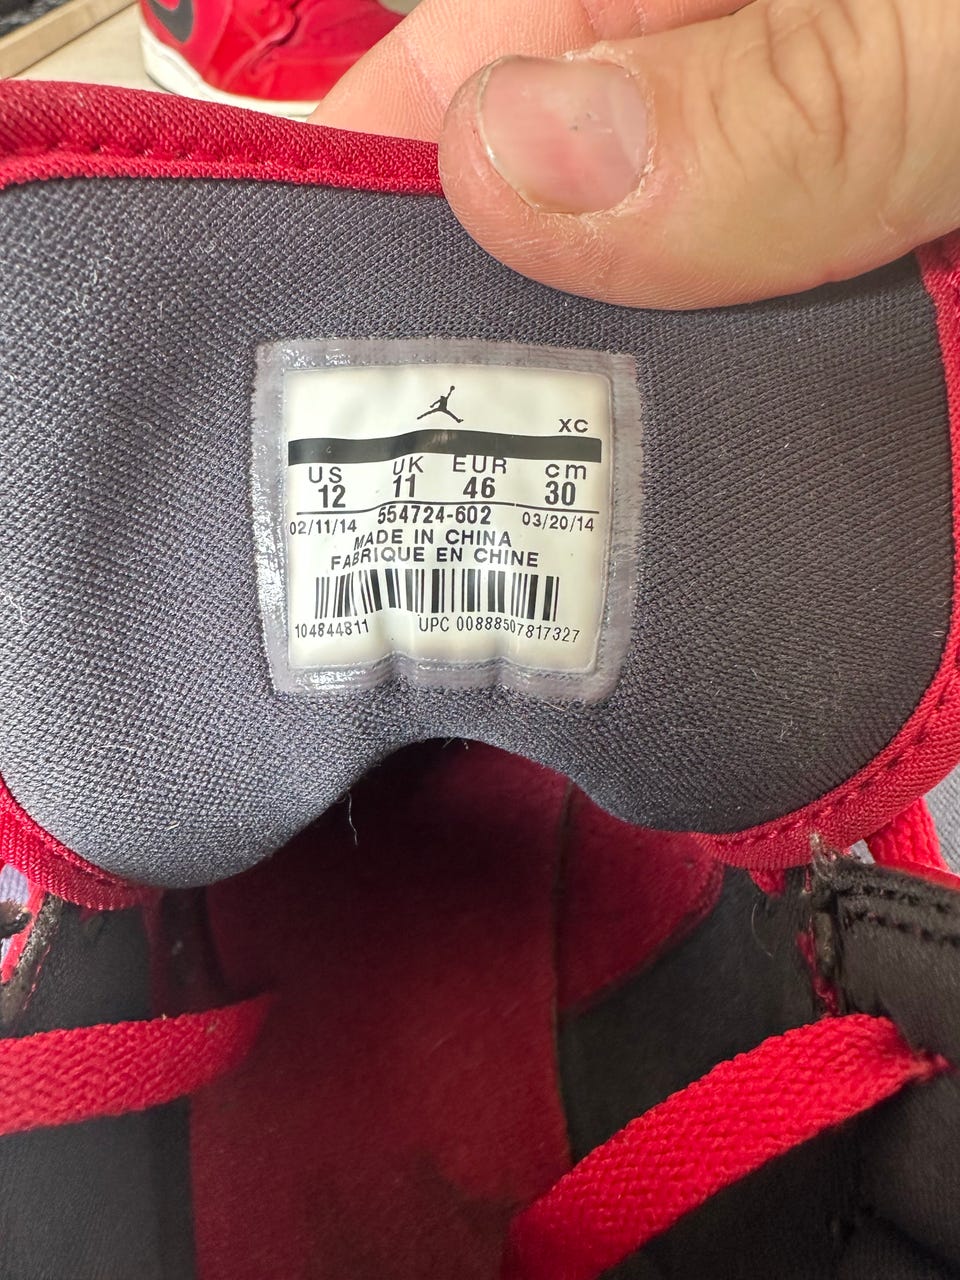 XC
US UK EUR cm
12 11 46 30
02/11/14 554724-602 03/20/14
MADE IN CHINA
FABRIQUE EN CHINE
104844811 UPC 00888507817327